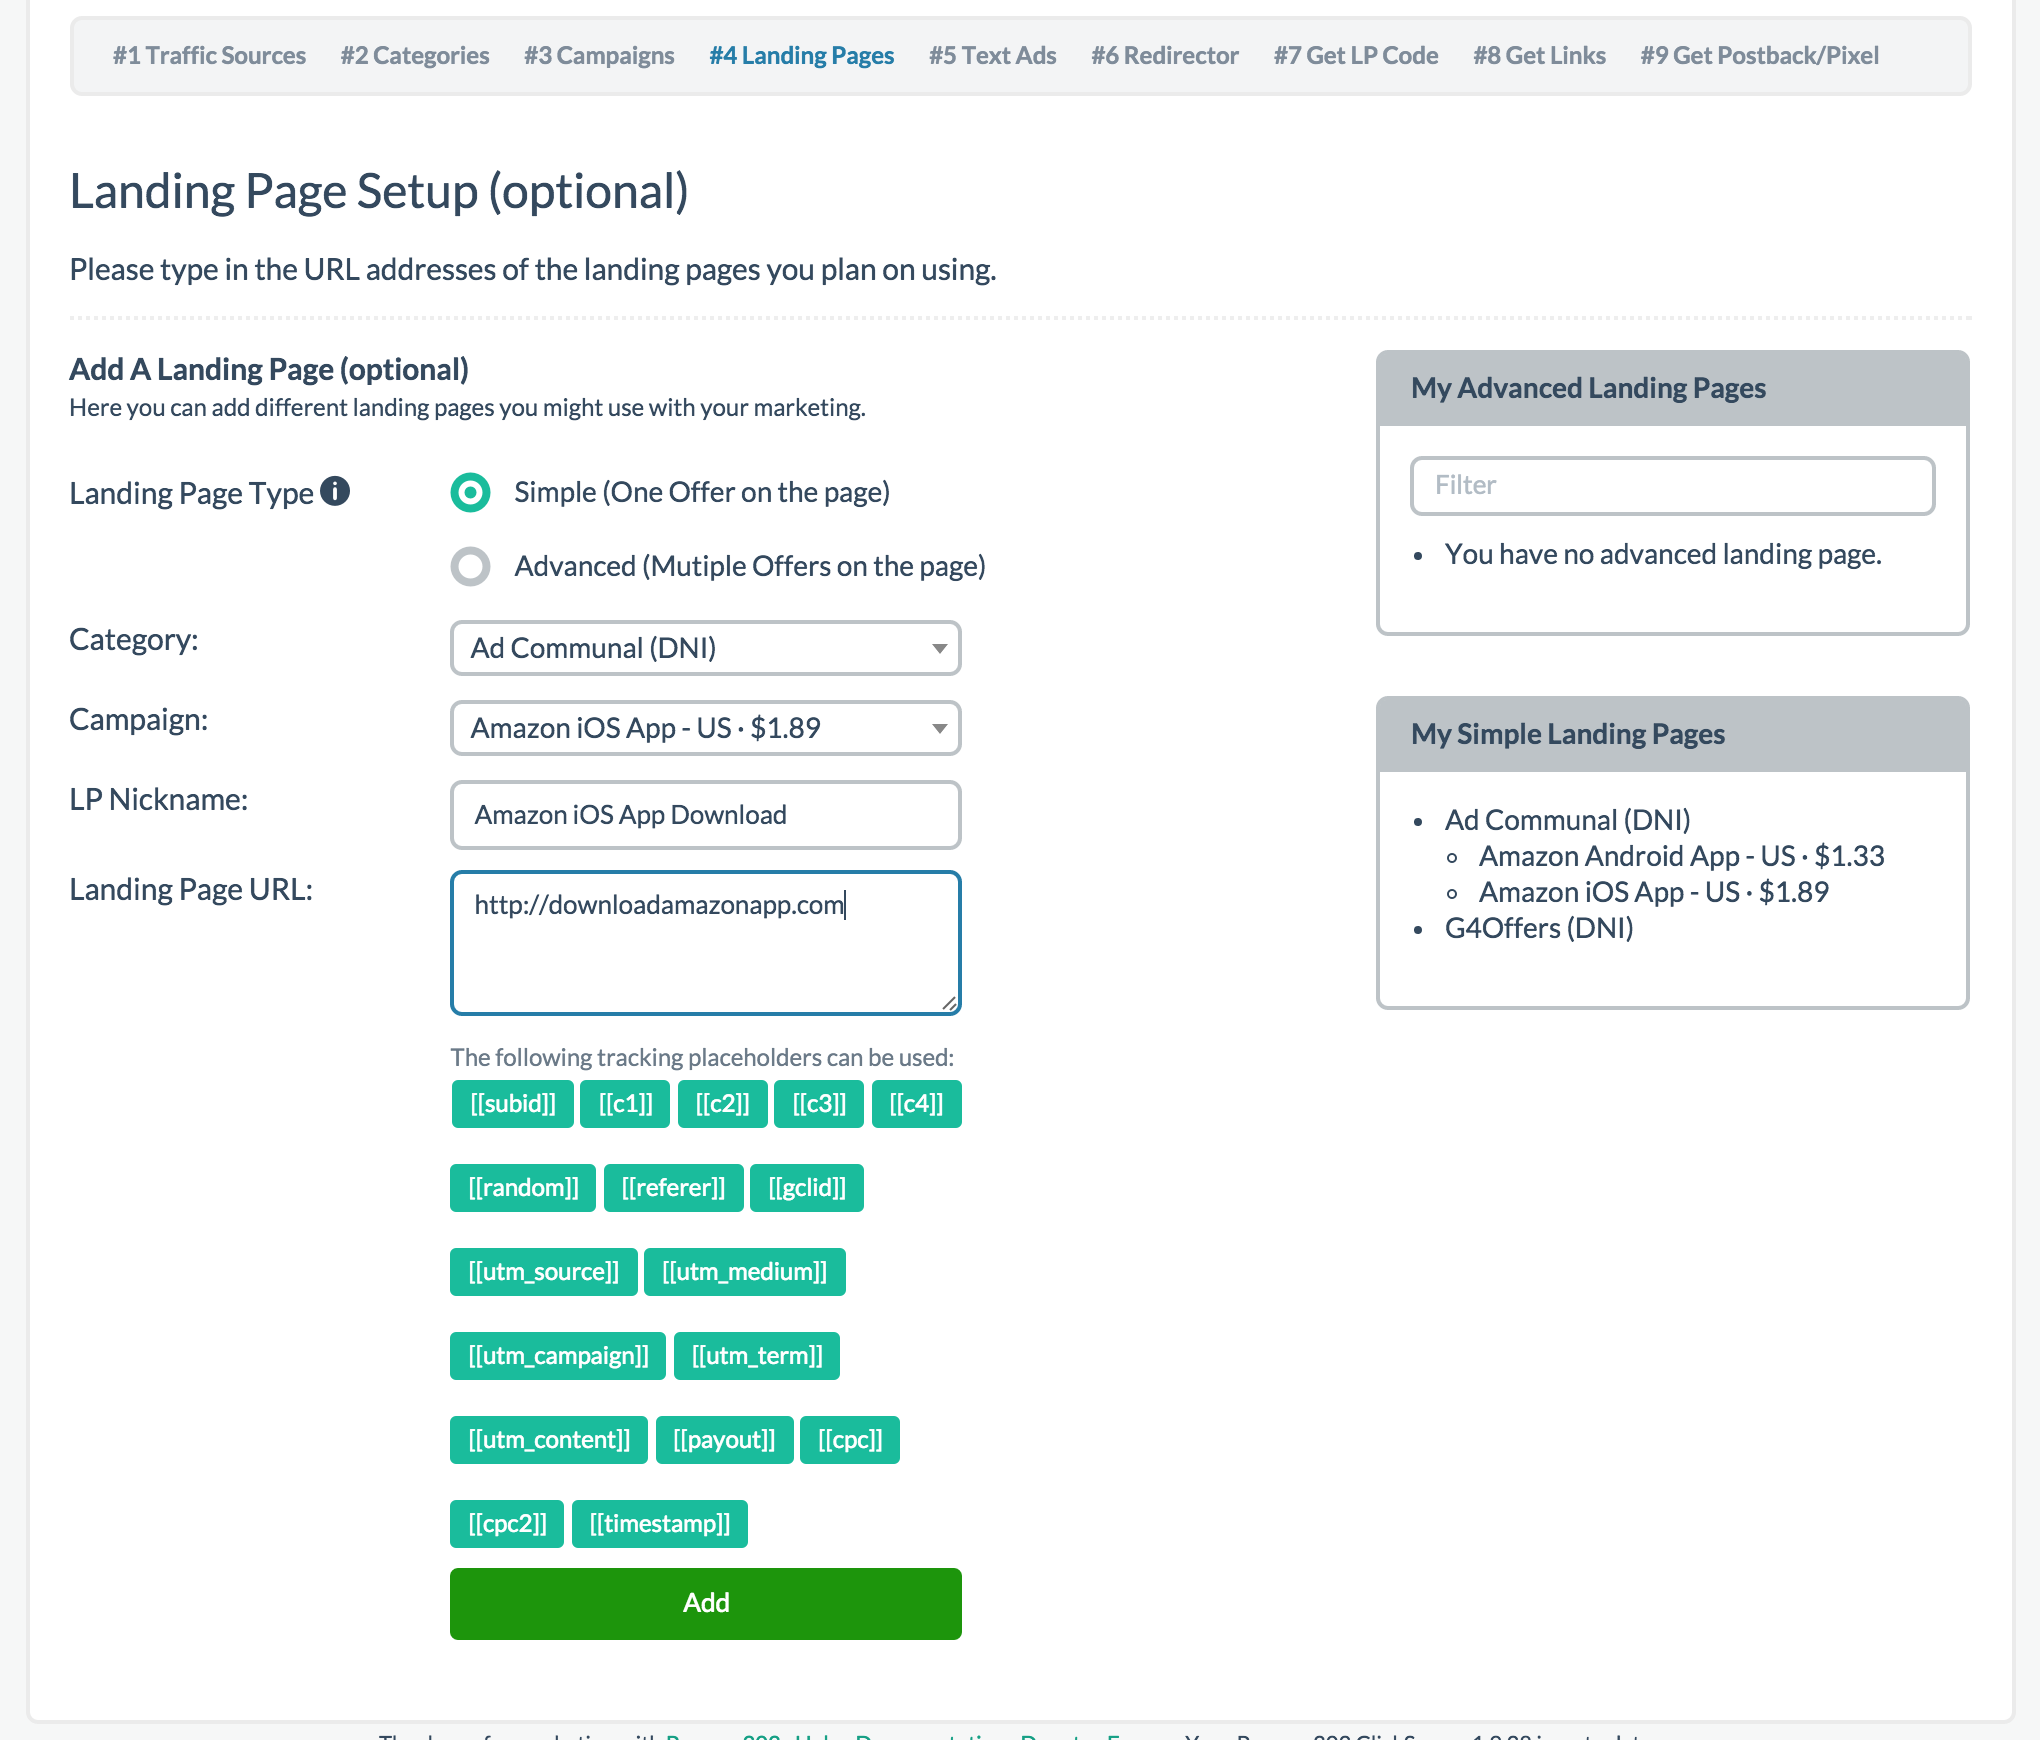 #1 Traffic Sources #2 Categories #3 Campaigns #4 Landing Pages #5 Text Ads #6 Redirector #7 Get LP Code #8 Get Links #9 Get Postback/Pixel
Landing Page Setup (optional)
Please type in the URL addresses of the landing pages you plan on using.
Add A Landing Page (optional)
Here you can add different landing pages you might use with your marketing.
Landing Page Type
Simple (One Offer on the page)
Advanced (Mutiple Offers on the page)
Category:
Ad Communal (DNI)
Campaign:
Amazon iOS App - US · $1.89
LP Nickname:
Amazon iOS App Download
Landing Page URL:
http://downloadamazonapp.com
The following tracking placeholders can be used:
[[subid]] [[c1]] [[c2]] [[c3]] [[c4]]
[[random]] [[referer]] [[gclid]]
[[utm_source]] [[utm_medium]]
[[utm_campaign]] [[utm_term]]
[[utm_content]] [[payout]] [[cpc]]
[[cpc2]] [[timestamp]]
Add
My Advanced Landing Pages
Filter
• You have no advanced landing page.
My Simple Landing Pages
• Ad Communal (DNI)
Amazon Android App - US · $1.33
Amazon iOS App - US · $1.89
• G4Offers (DNI)